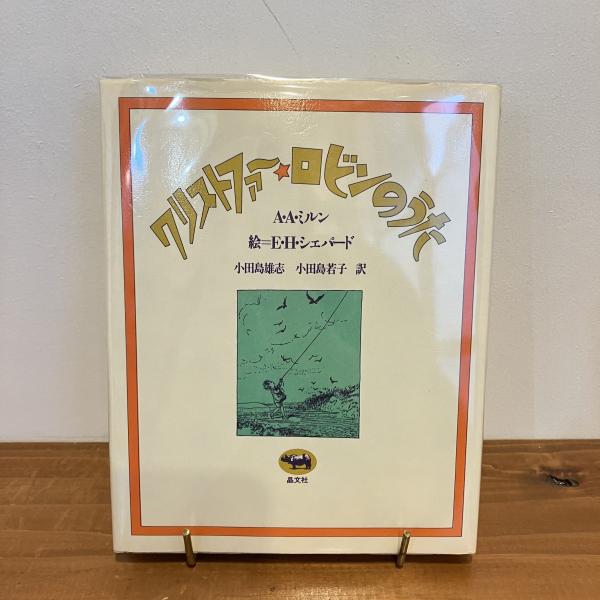 クリストファー★ロビンのうた
A・A・ミルン
絵=E・H・シェパード
小田島雄志 小田島若子 訳
晶文社